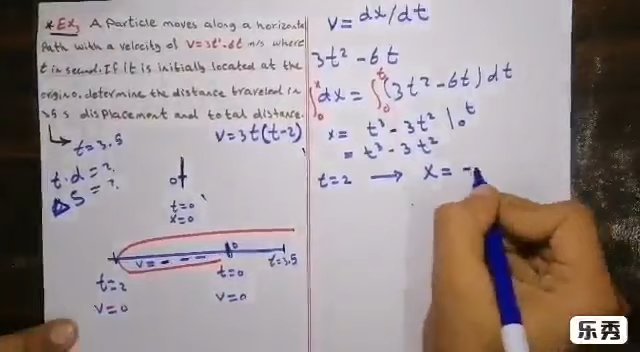 *Ex, A particle moves along a horizontal
Path with a velocity of v=3t²-6t m/s where
t in second. If it is initially located at the
origin o, determine the distance traveled in
3.5 s displacement and total distance.
t=3.5
v=3t(t-2)
t.d=?
ΔS=?
o
t=0
x=0
v= - - - -
o
t=3.5
t=2
t=0
v=0
v=0
v= dx/dt
3t²-6t
∫₀ˣ dx = ∫₀ᵗ (3t²-6t) dt
x= t³-3t² |₀ᵗ
= t³-3t²
t=2 → x= -
乐秀